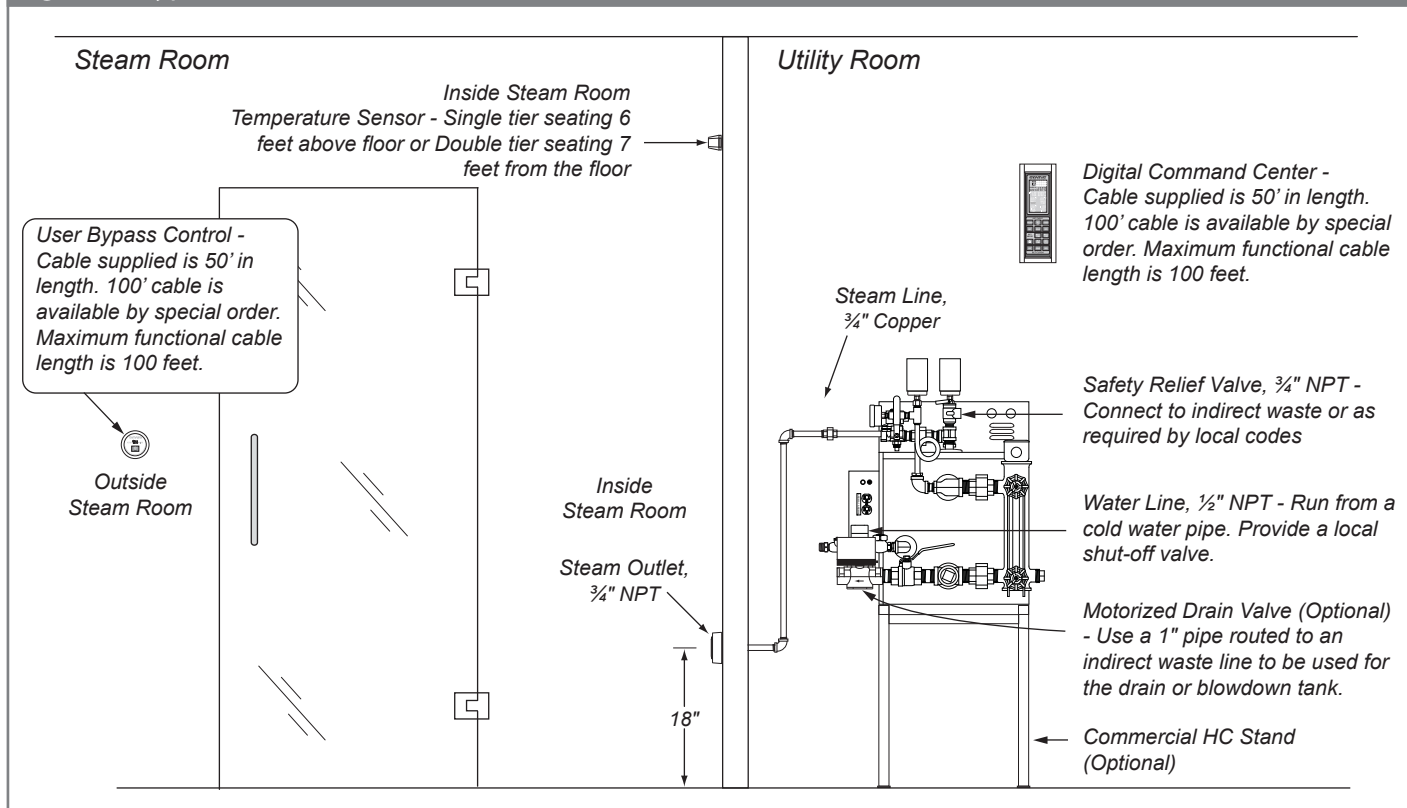 Steam Room
Utility Room
Inside Steam Room
Temperature Sensor - Single tier seating 6
feet above floor or Double tier seating 7
feet from the floor
User Bypass Control -
Cable supplied is 50' in
length. 100' cable is
available by special order.
Maximum functional cable
length is 100 feet.
Outside
Steam Room
Inside
Steam Room
Steam Outlet,
¾" NPT
18"
Steam Line,
¾" Copper
Digital Command Center -
Cable supplied is 50' in length.
100' cable is available by special
order. Maximum functional cable
length is 100 feet.
Safety Relief Valve, ¾" NPT -
Connect to indirect waste or as
required by local codes
Water Line, ½" NPT - Run from a
cold water pipe. Provide a local
shut-off valve.
Motorized Drain Valve (Optional)
- Use a 1" pipe routed to an
indirect waste line to be used for
the drain or blowdown tank.
Commercial HC Stand
(Optional)